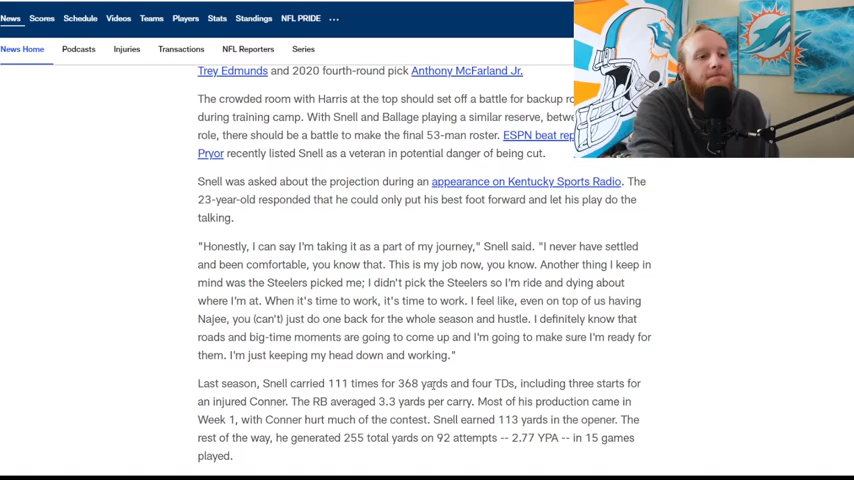 News Scores Schedule Videos Teams Players Stats Standings NFL PRIDE ...
News Home Podcasts Injuries Transactions NFL Reporters Series
Trey Edmunds and 2020 fourth-round pick Anthony McFarland Jr.
The crowded room with Harris at the top should set off a battle for backup
during training camp. With Snell and Ballage playing a similar reserve,
role, there should be a battle to make the final 53-man roster. ESPN beat
Pryor recently listed Snell as a veteran in potential danger of being cut.
Snell was asked about the projection during an appearance on Kentucky Sports Radio. The
23-year-old responded that he could only put his best foot forward and let his play do the
talking.
"Honestly, I can say I'm taking it as a part of my journey," Snell said. "I never have settled
and been comfortable, you know that. This is my job now, you know. Another thing I keep in
mind was the Steelers picked me; I didn't pick the Steelers so I'm ride and dying about
where I'm at. When it's time to work, it's time to work. I feel like, even on top of us having
Najee, you (can't) just do one back for the whole season and hustle. I definitely know that
roads and big-time moments are going to come up and I'm going to make sure I'm ready for
them. I'm just keeping my head down and working."
Last season, Snell carried 111 times for 368 yards and four TDs, including three starts for
an injured Conner. The RB averaged 3.3 yards per carry. Most of his production came in
Week 1, with Conner hurt much of the contest. Snell earned 113 yards in the opener. The
rest of the way, he generated 255 total yards on 92 attempts -- 2.77 YPA -- in 15 games
played.